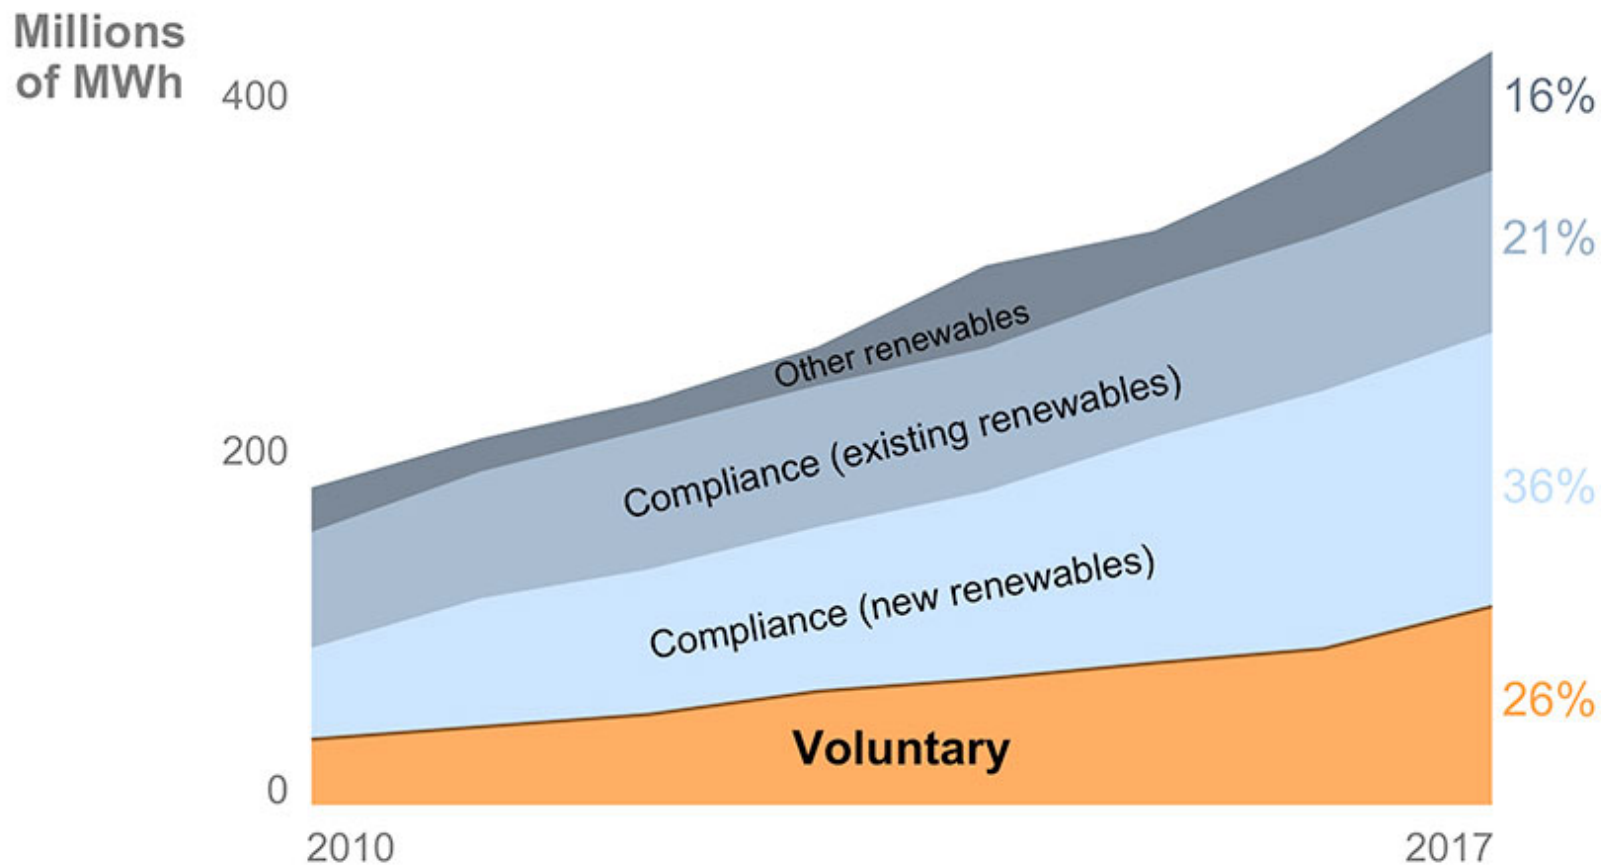 Millions
of MWh
400
200
0
16%
21%
36%
26%
Other renewables
Compliance (existing renewables)
Compliance (new renewables)
Voluntary
2010
2017